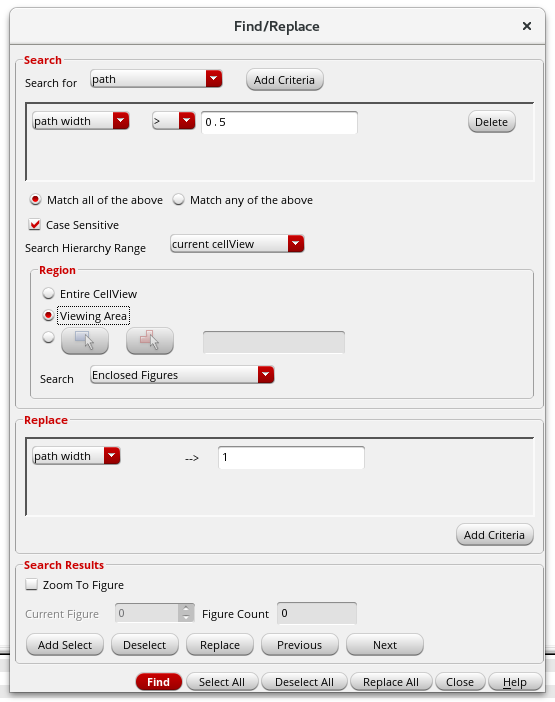 Find/Replace ×
Search
Search for path Add Criteria
path width > 0.5 Delete
Match all of the above Match any of the above
Case Sensitive
Search Hierarchy Range current cellView
Region
Entire CellView
Viewing Area
Search Enclosed Figures
Replace
path width --> 1
Add Criteria
Search Results
Zoom To Figure
Current Figure 0 Figure Count 0
Add Select Deselect Replace Previous Next
Find Select All Deselect All Replace All Close Help